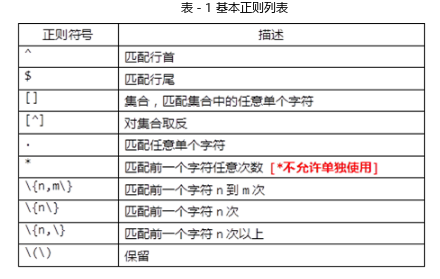 表 - 1 基本正则列表
正则符号 描述
^ 匹配行首
$ 匹配行尾
[] 集合，匹配集合中的任意单个字符
[^] 对集合取反
. 匹配任意单个字符
* 匹配前一个字符任意次数 [*不允许单独使用]
\{n,m\} 匹配前一个字符 n 到 m 次
\{n\} 匹配前一个字符 n 次
\{n,\} 匹配前一个字符 n 次以上
\(\) 保留